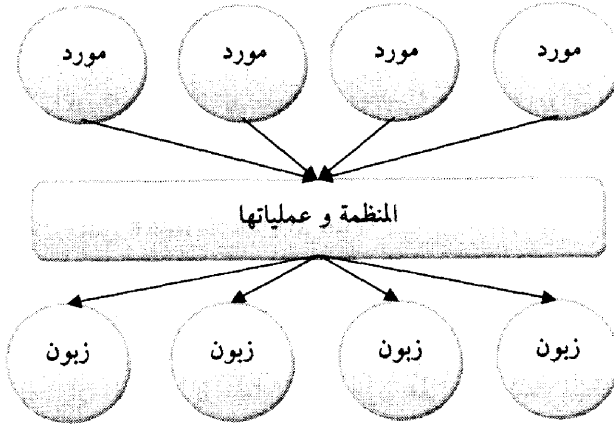 مورد مورد مورد مورد
المنظمة و عملياتها
زبون زبون زبون زبون